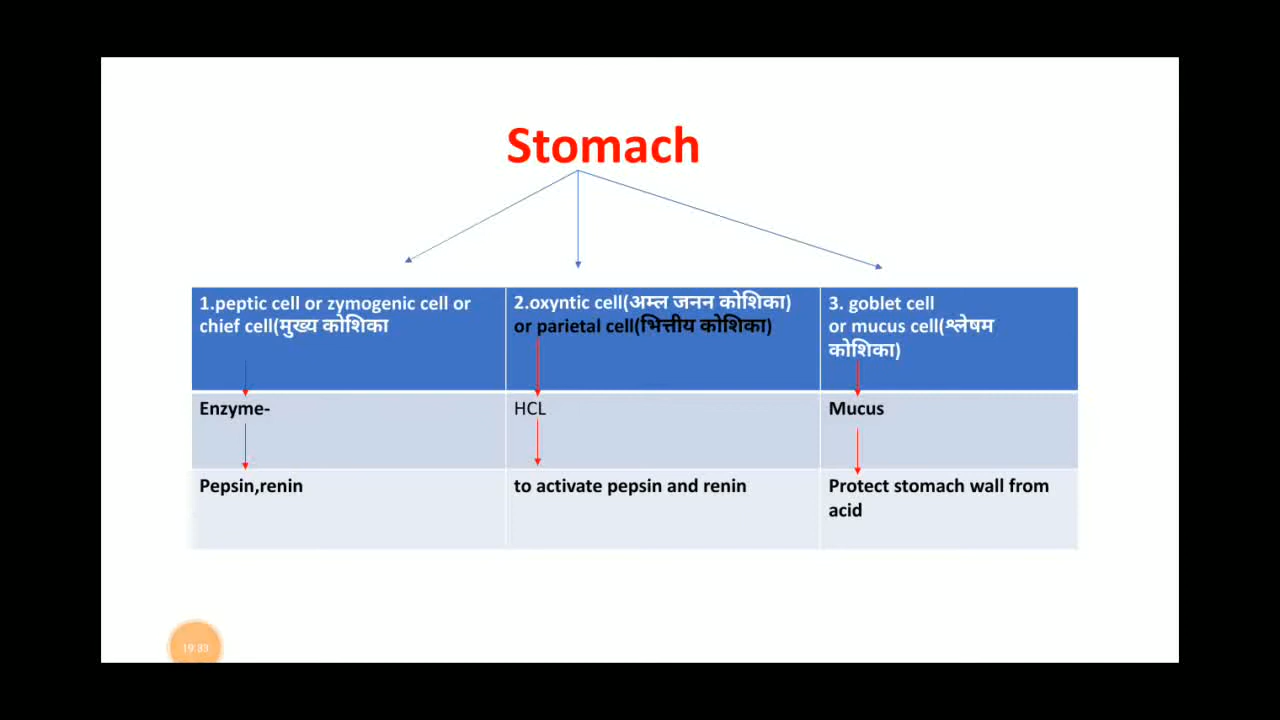 Stomach
1.peptic cell or zymogenic cell or
chief cell(मुख्य कोशिका
2.oxyntic cell(अम्ल जनन कोशिका)
or parietal cell(भित्तीय कोशिका)
3. goblet cell
or mucus cell(श्लेषम
कोशिका)
Enzyme-
HCL
Mucus
Pepsin,renin
to activate pepsin and renin
Protect stomach wall from
acid
19:33